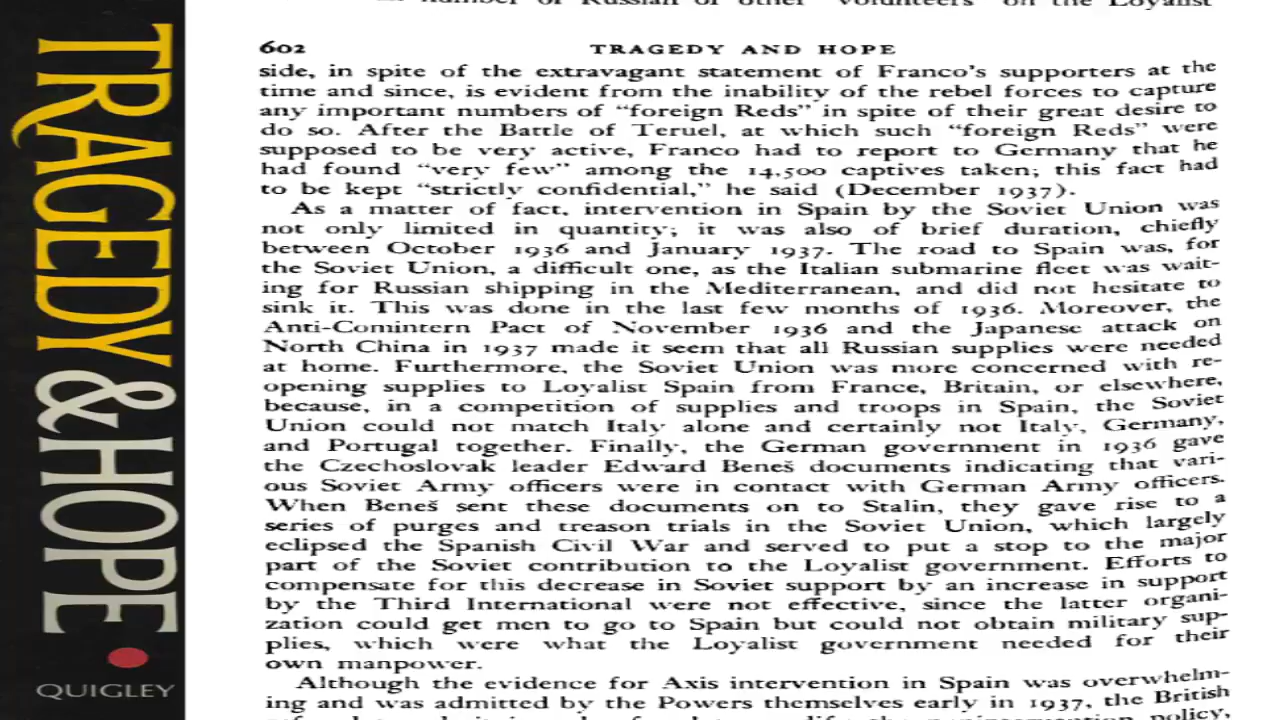 TRAGEDY & HOPE
QUIGLEY
602 TRAGEDY AND HOPE
side, in spite of the extravagant statement of Franco's supporters at the
time and since, is evident from the inability of the rebel forces to capture
any important numbers of "foreign Reds" in spite of their great desire to
do so. After the Battle of Teruel, at which such "foreign Reds" were
supposed to be very active, Franco had to report to Germany that he
had found "very few" among the 14,500 captives taken; this fact had
to be kept "strictly confidential," he said (December 1937).
As a matter of fact, intervention in Spain by the Soviet Union was
not only limited in quantity; it was also of brief duration, chiefly
between October 1936 and January 1937. The road to Spain was, for
the Soviet Union, a difficult one, as the Italian submarine fleet was wait-
ing for Russian shipping in the Mediterranean, and did not hesitate to
sink it. This was done in the last few months of 1936. Moreover, the
Anti-Comintern Pact of November 1936 and the Japanese attack on
North China in 1937 made it seem that all Russian supplies were needed
at home. Furthermore, the Soviet Union was more concerned with re-
opening supplies to Loyalist Spain from France, Britain, or elsewhere,
because, in a competition of supplies and troops in Spain, the Soviet
Union could not match Italy alone and certainly not Italy, Germany,
and Portugal together. Finally, the German government in 1936 gave
the Czechoslovak leader Edward Beneš documents indicating that vari-
ous Soviet Army officers were in contact with German Army officers.
When Beneš sent these documents on to Stalin, they gave rise to a
series of purges and treason trials in the Soviet Union, which largely
eclipsed the Spanish Civil War and served to put a stop to the major
part of the Soviet contribution to the Loyalist government. Efforts to
compensate for this decrease in Soviet support by an increase in support
by the Third International were not effective, since the latter organi-
zation could get men to go to Spain but could not obtain military sup-
plies, which were what the Loyalist government needed for their
own manpower.
Although the evidence for Axis intervention in Spain was overwhelm-
ing and was admitted by the Powers themselves early in 1937, the British
policy,